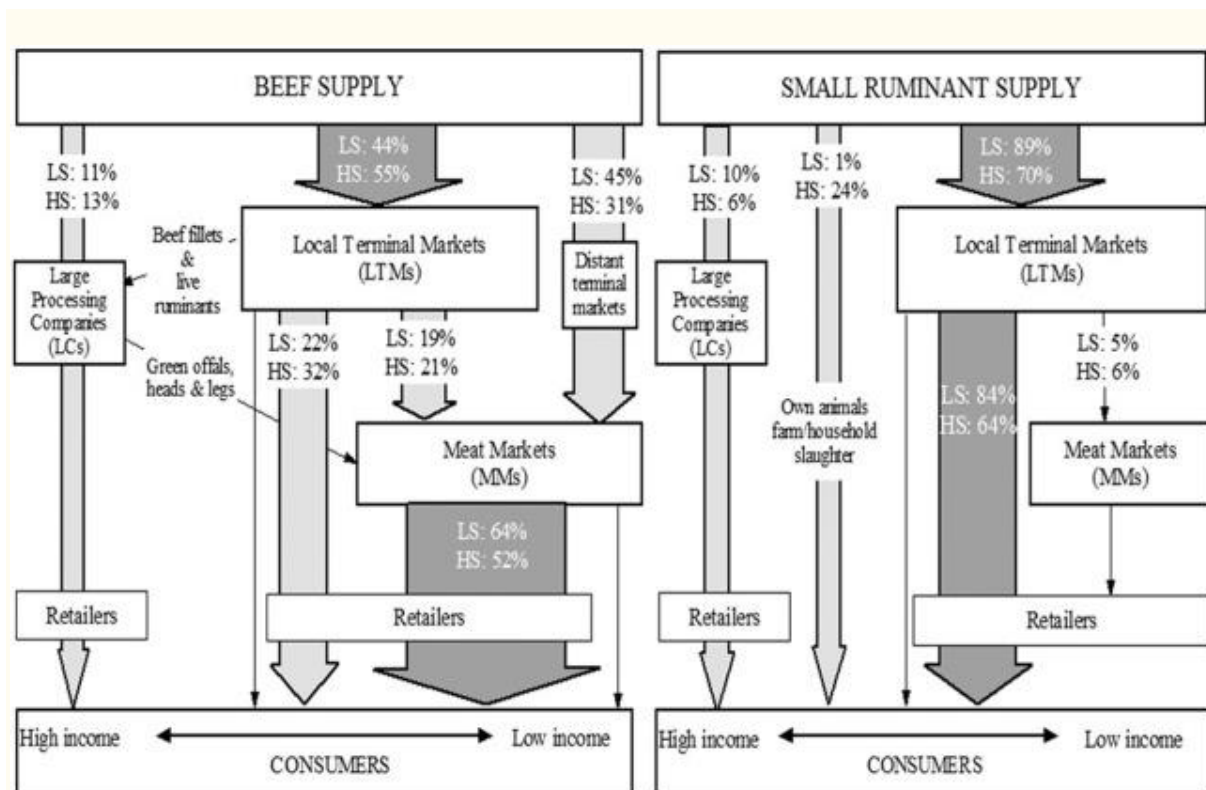 BEEF SUPPLY
LS: 11%
HS: 13%
LS: 44%
HS: 55%
LS: 45%
HS: 31%
Beef fillets
&
live
ruminants
Local Terminal Markets
(LTMs)
Distant
terminal
markets
Large
Processing
Companies
(LCs)
Green offals,
heads & legs
LS: 22%
HS: 32%
LS: 19%
HS: 21%
Meat Markets
(MMs)
LS: 64%
HS: 52%
Retailers
Retailers
High income
Low income
CONSUMERS
SMALL RUMINANT SUPPLY
LS: 10%
HS: 6%
LS: 1%
HS: 24%
LS: 89%
HS: 70%
Local Terminal Markets
(LTMs)
Large
Processing
Companies
(LCs)
LS: 5%
HS: 6%
LS: 84%
HS: 64%
Own animals
farm/household
slaughter
Meat Markets
(MMs)
Retailers
Retailers
High income
Low income
CONSUMERS